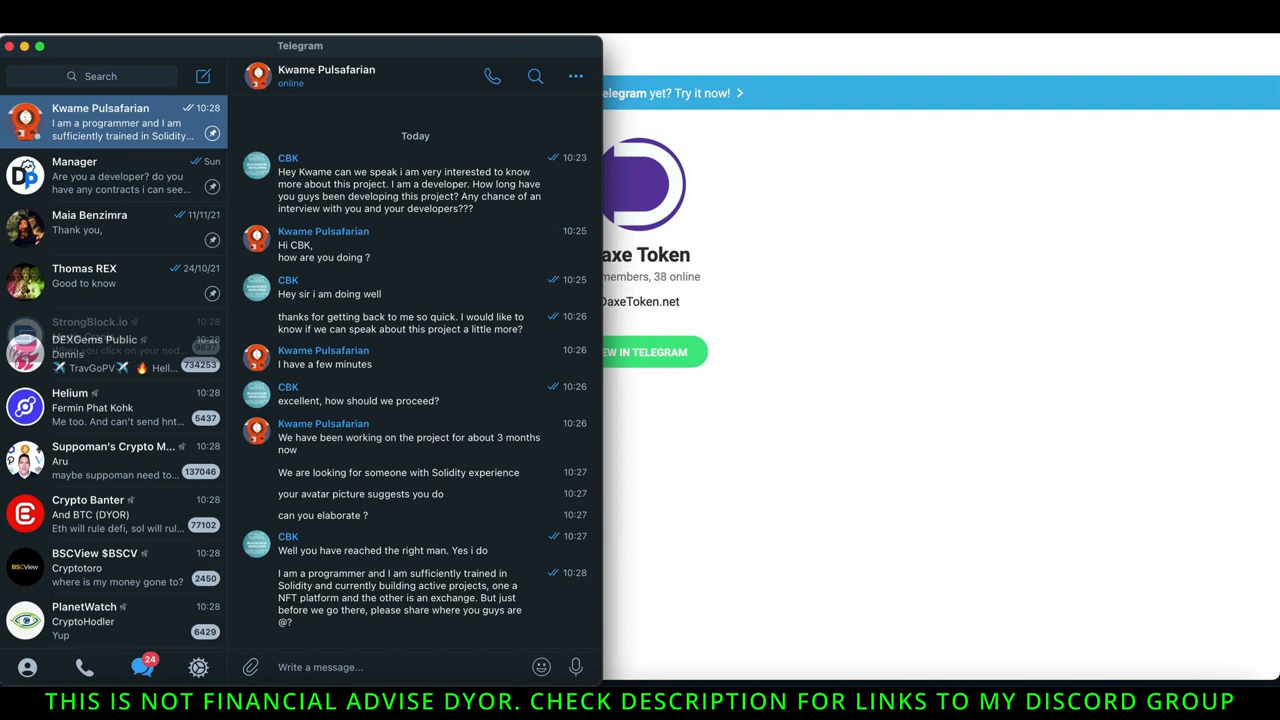 Telegram
Search
Kwame Pulsafarian
10:28
I am a programmer and I am
sufficiently trained in Solidity...
Manager
Sun
Are you a developer? do you
have any contracts i can see...
Maia Benzimra
11/11/21
Thank you,
Thomas REX
24/10/21
Good to know
StrongBlock.io
10:28
DEXGems Public
10:28
Dennis
TravGoPV
Hell...
734253
Helium
10:28
Fermin Phat Kohk
Me too. And can't send hnt...
5437
Suppoman's Crypto M...
10:28
Aru
maybe suppoman need to...
137046
Crypto Banter
10:28
And BTC (DYOR)
Eth will rule defi, sol will rul...
77102
BSCView $BSCV
10:28
Cryptotoro
where is my money gone to?
2450
PlanetWatch
10:28
CryptoHodler
Yup
6429
24
Kwame Pulsafarian
online
Today
CBK
10:23
Hey Kwame can we speak i am very interested to know
more about this project. I am a developer. How long have
you guys been developing this project? Any chance of an
interview with you and your developers???
Kwame Pulsafarian
10:25
Hi CBK,
how are you doing ?
CBK
10:25
Hey sir i am doing well
thanks for getting back to me so quick. I would like to
10:26
know if we can speak about this project a little more?
Kwame Pulsafarian
10:26
I have a few minutes
CBK
10:26
excellent, how should we proceed?
Kwame Pulsafarian
10:26
We have been working on the project for about 3 months
now
We are looking for someone with Solidity experience
10:27
your avatar picture suggests you do
10:27
can you elaborate ?
10:27
CBK
10:27
Well you have reached the right man. Yes i do
I am a programmer and I am sufficiently trained in
10:28
Solidity and currently building active projects, one a
NFT platform and the other is an exchange. But just
before we go there, please share where you guys are
@?
Write a message...
elegram yet? Try it now!
axe Token
members, 38 online
DaxeToken.net
EW IN TELEGRAM
THIS IS NOT FINANCIAL ADVISE DYOR. CHECK DESCRIPTION FOR LINKS TO MY DISCORD GROUP